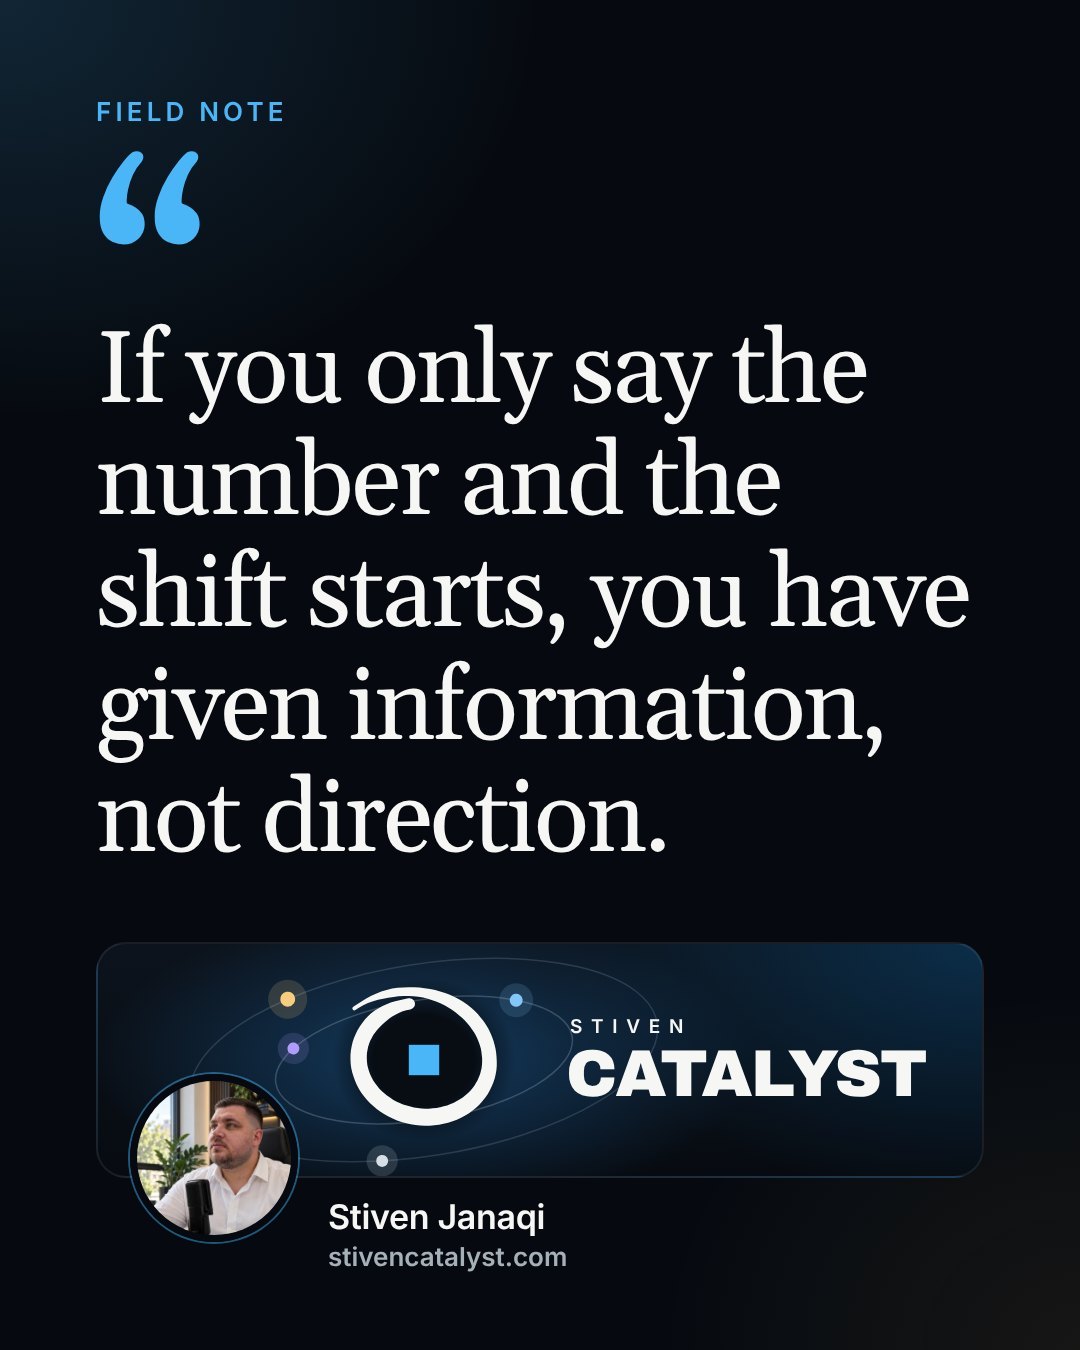 FIELD NOTE
“
If you only say the
number and the
shift starts, you have
given information,
not direction.
STIVEN
CATALYST
Stiven Janaqi
stivencatalyst.com